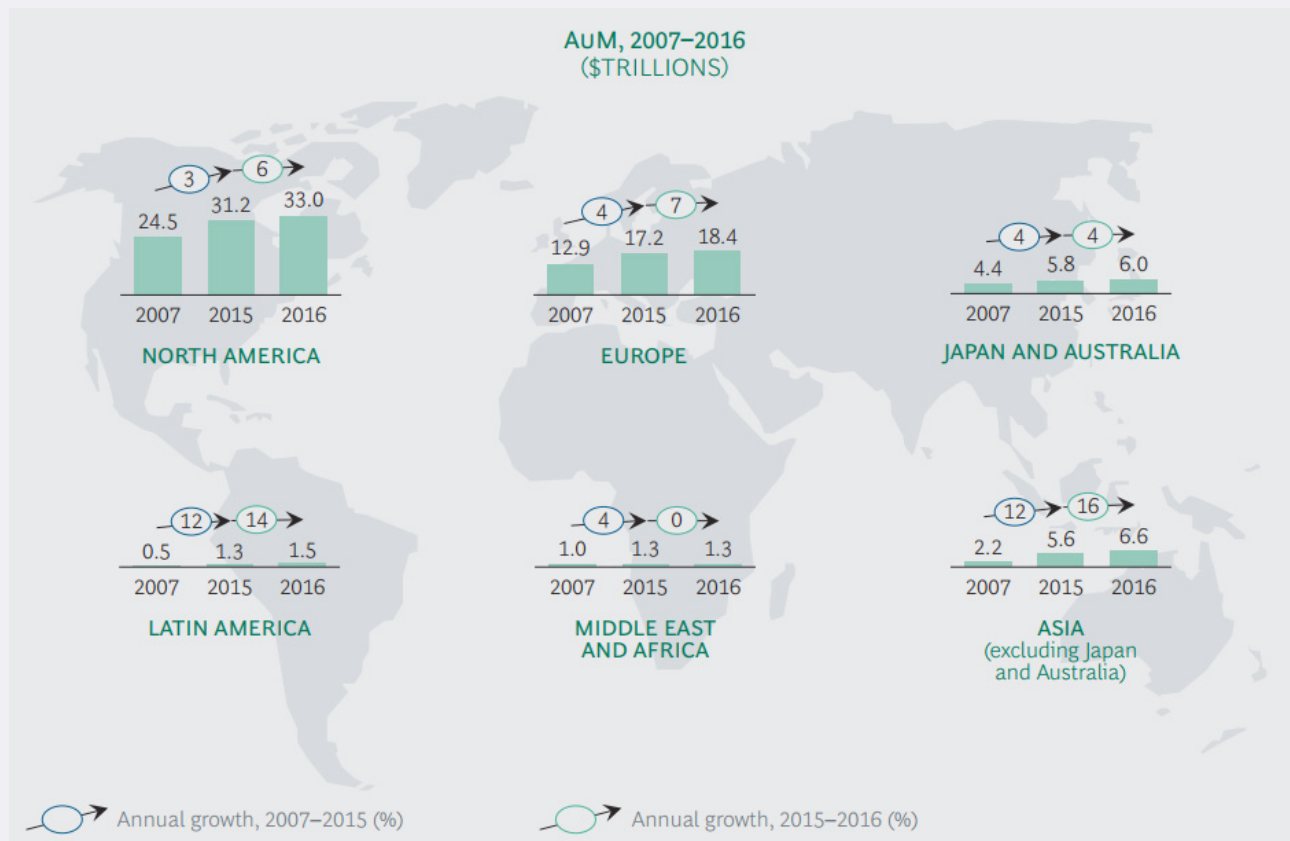 AUM, 2007–2016
($TRILLIONS)
3 6
24.5 31.2 33.0
2007 2015 2016
NORTH AMERICA
4 7
12.9 17.2 18.4
2007 2015 2016
EUROPE
4 4
4.4 5.8 6.0
2007 2015 2016
JAPAN AND AUSTRALIA
12 14
0.5 1.3 1.5
2007 2015 2016
LATIN AMERICA
4 0
1.0 1.3 1.3
2007 2015 2016
MIDDLE EAST
AND AFRICA
12 16
2.2 5.6 6.6
2007 2015 2016
ASIA
(excluding Japan
and Australia)
Annual growth, 2007–2015 (%)
Annual growth, 2015–2016 (%)